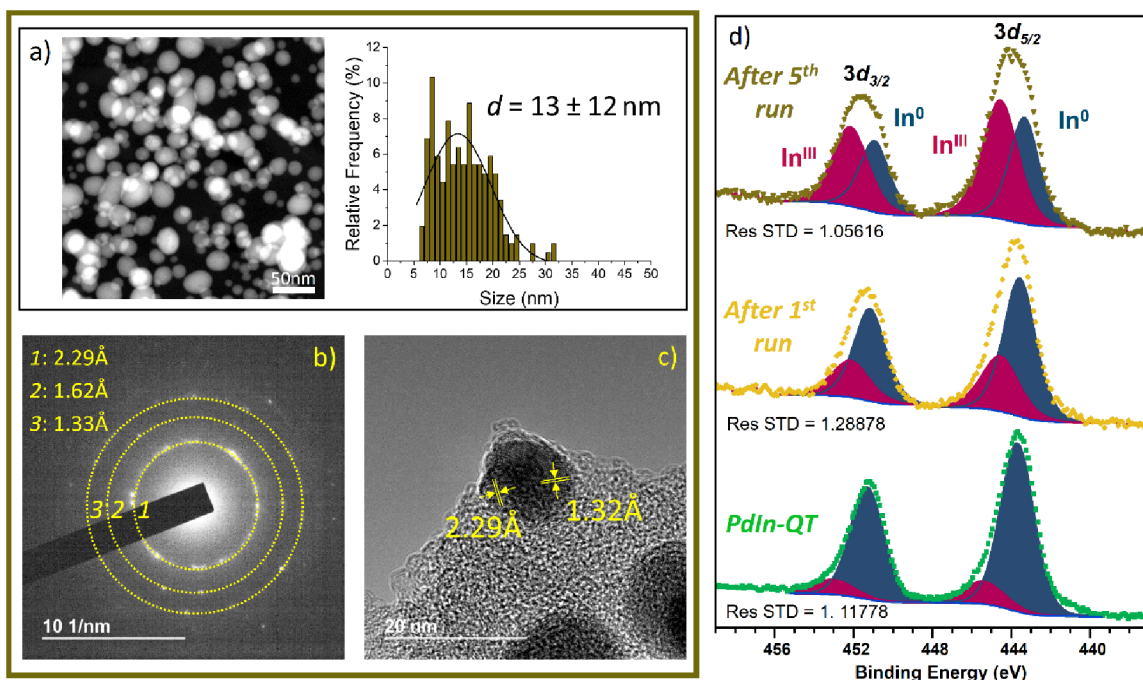 a)
50nm
12
10
8
6
4
2
0
Relative Frequency (%)
d = 13 ± 12 nm
0 5 10 15 20 25 30 35 40 45 50
Size (nm)
b)
1: 2.29Å
2: 1.62Å
3: 1.33Å
3 2 1
10 1/nm
c)
2.29Å
1.32Å
20 nm
d)
After 5th
run
3d3/2
3d5/2
In0
InIII
InIII
In0
Res STD = 1.05616
After 1st
run
Res STD = 1.28878
PdIn-QT
Res STD = 1. 11778
456 452 448 444 440
Binding Energy (eV)